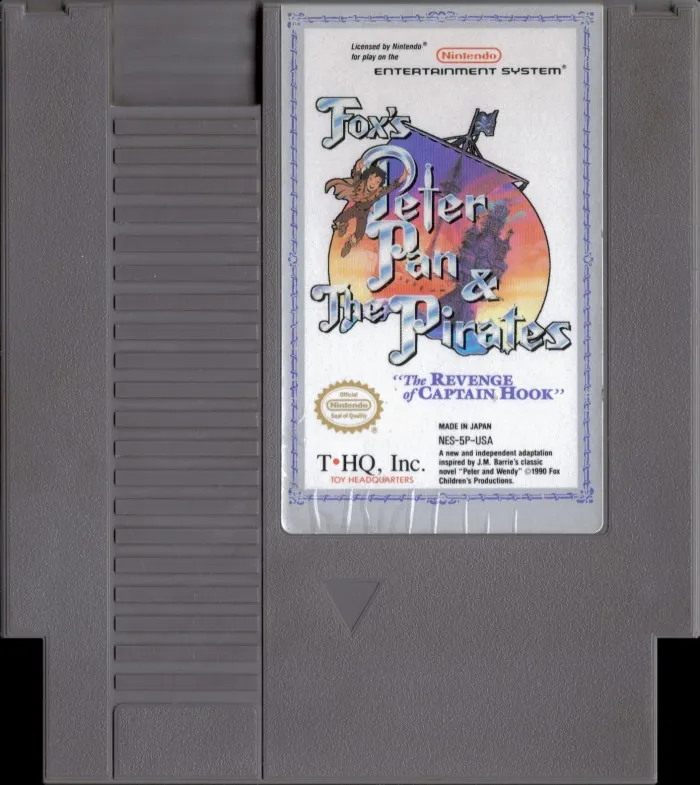 Licensed by Nintendo®
for play on the
Nintendo
ENTERTAINMENT SYSTEM®
Fox's
Peter
Pan
&
The Pirates
"The REVENGE
of CAPTAIN HOOK"
Official
Nintendo
Seal of Quality
MADE IN JAPAN
NES-5P-USA
A new and independent adaptation
inspired by J.M. Barrie's classic
novel "Peter and Wendy" ©1990 Fox
Children's Productions.
T•HQ, Inc.
TOY HEADQUARTERS